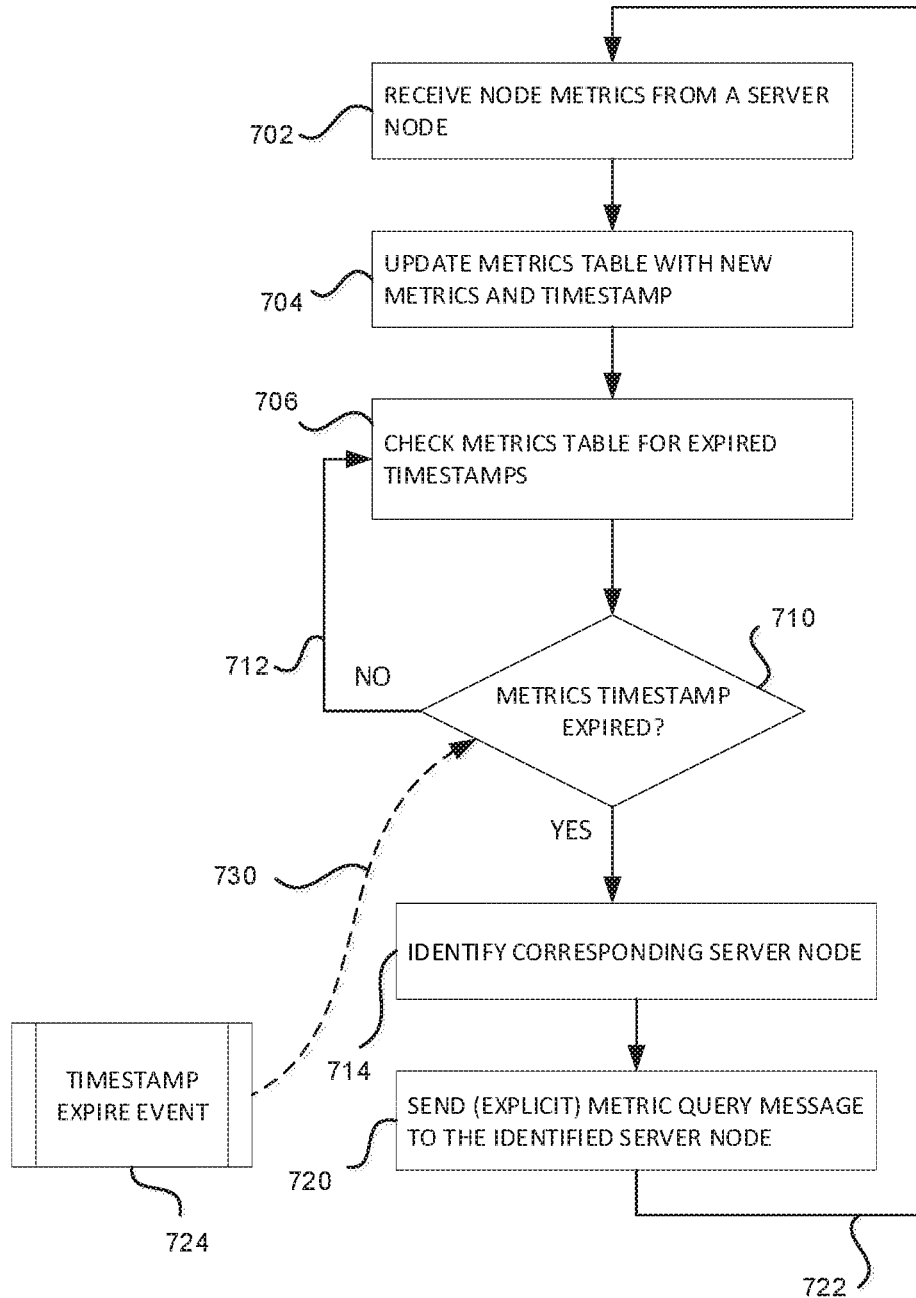 RECEIVE NODE METRICS FROM A SERVER
NODE
702
UPDATE METRICS TABLE WITH NEW
METRICS AND TIMESTAMP
704
706
CHECK METRICS TABLE FOR EXPIRED
TIMESTAMPS
710
712
NO
METRICS TIMESTAMP
EXPIRED?
YES
730
IDENTIFY CORRESPONDING SERVER NODE
714
TIMESTAMP
EXPIRE EVENT
SEND (EXPLICIT) METRIC QUERY MESSAGE
TO THE IDENTIFIED SERVER NODE
720
724
722